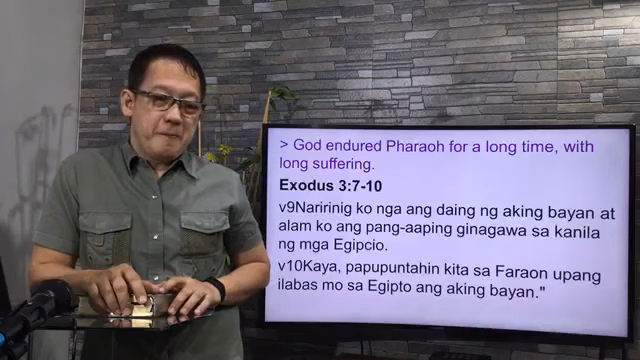 > God endured Pharaoh for a long time, with
long suffering.
Exodus 3:7-10
v9Naririnig ko nga ang daing ng aking bayan at
alam ko ang pang-aaping ginagawa sa kanila
ng mga Egipcio.
v10Kaya, papupuntahin kita sa Faraon upang
ilabas mo sa Egipto ang aking bayan."